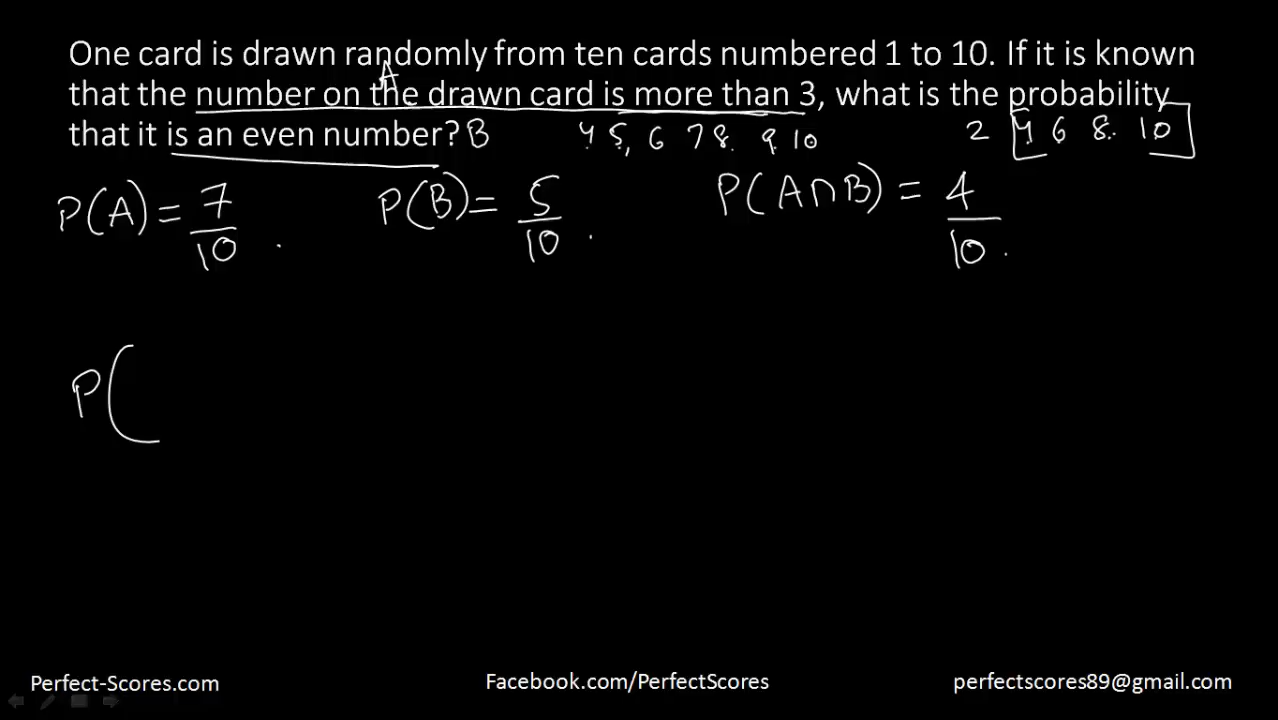 One card is drawn randomly from ten cards numbered 1 to 10. If it is known
A
that the number on the drawn card is more than 3, what is the probability
that it is an even number? B 4 5, 6 7 8. 9 10 2 4 6 8. 10
P(A) = 7/10 . P(B) = 5/10 . P(A∩B) = 4/10 .
P(
Perfect-Scores.com Facebook.com/PerfectScores perfectscores89@gmail.com